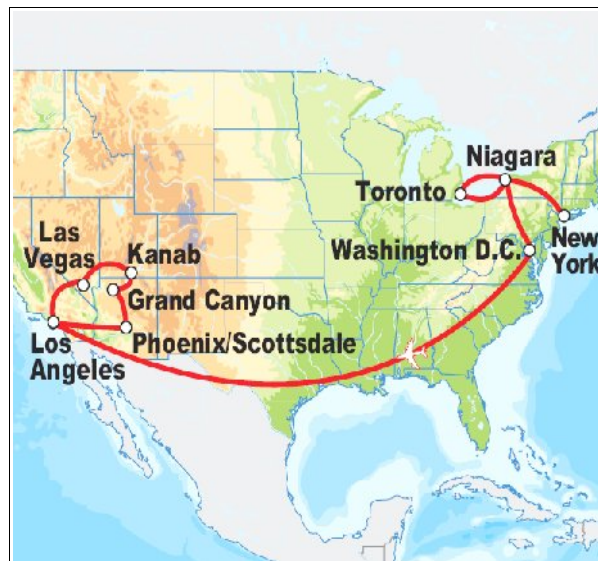 Niagara
Toronto
Las
Vegas
Kanab
Washington D.C.
New
York
Grand Canyon
Los
Angeles
Phoenix/Scottsdale